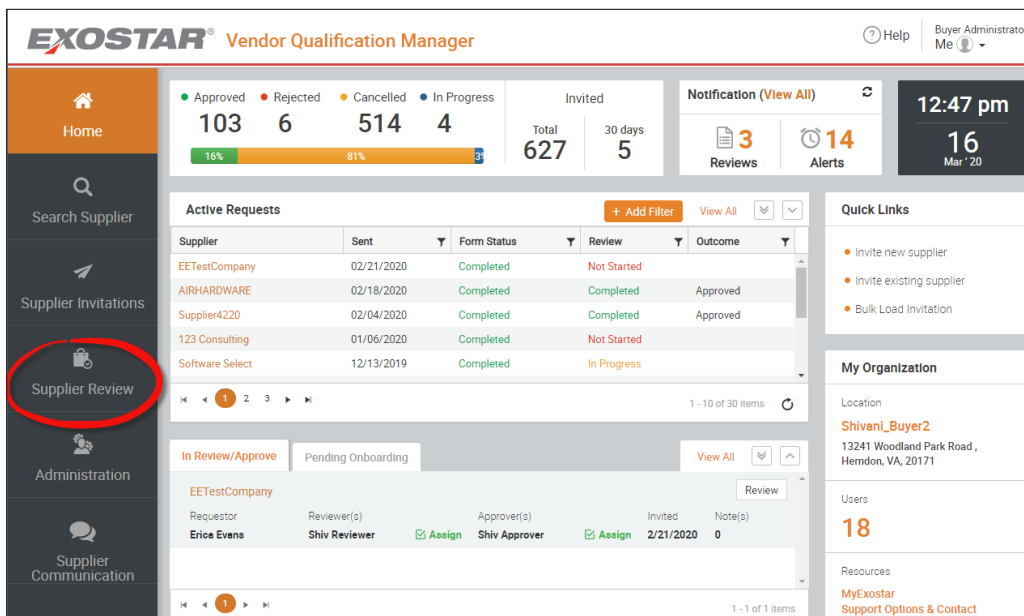 EXOSTAR® Vendor Qualification Manager
Help
Buyer Administrato
Me
Home
Search Supplier
Supplier Invitations
Supplier Review
Administration
Supplier
Communication
Approved Rejected Cancelled In Progress
103 6 514 4
16% 81% 3%
Invited
Total 30 days
627 5
Notification (View All)
3 14
Reviews Alerts
12:47 pm
16
Mar ' 20
Active Requests + Add Filter View All
Supplier Sent Form Status Review Outcome
EETestCompany 02/21/2020 Completed Not Started
AIRHARDWARE 02/18/2020 Completed Completed Approved
Supplier4220 02/04/2020 Completed Completed Approved
123 Consulting 01/06/2020 Completed Not Started
Software Select 12/13/2019 Completed In Progress
1 2 3 1 - 10 of 30 items
In Review/Approve Pending Onboarding View All
EETestCompany Review
Requestor Reviewer(s) Approver(s) Invited Note(s)
Erica Evans Shiv Reviewer Assign Shiv Approver Assign 2/21/2020 0
1 1 - 1 of 1 items
Quick Links
Invite new supplier
Invite existing supplier
Bulk Load Invitation
My Organization
Location
Shivani_Buyer2
13241 Woodland Park Road ,
Herndon, VA, 20171
Users
18
Resources
MyExostar
Support Options & Contact